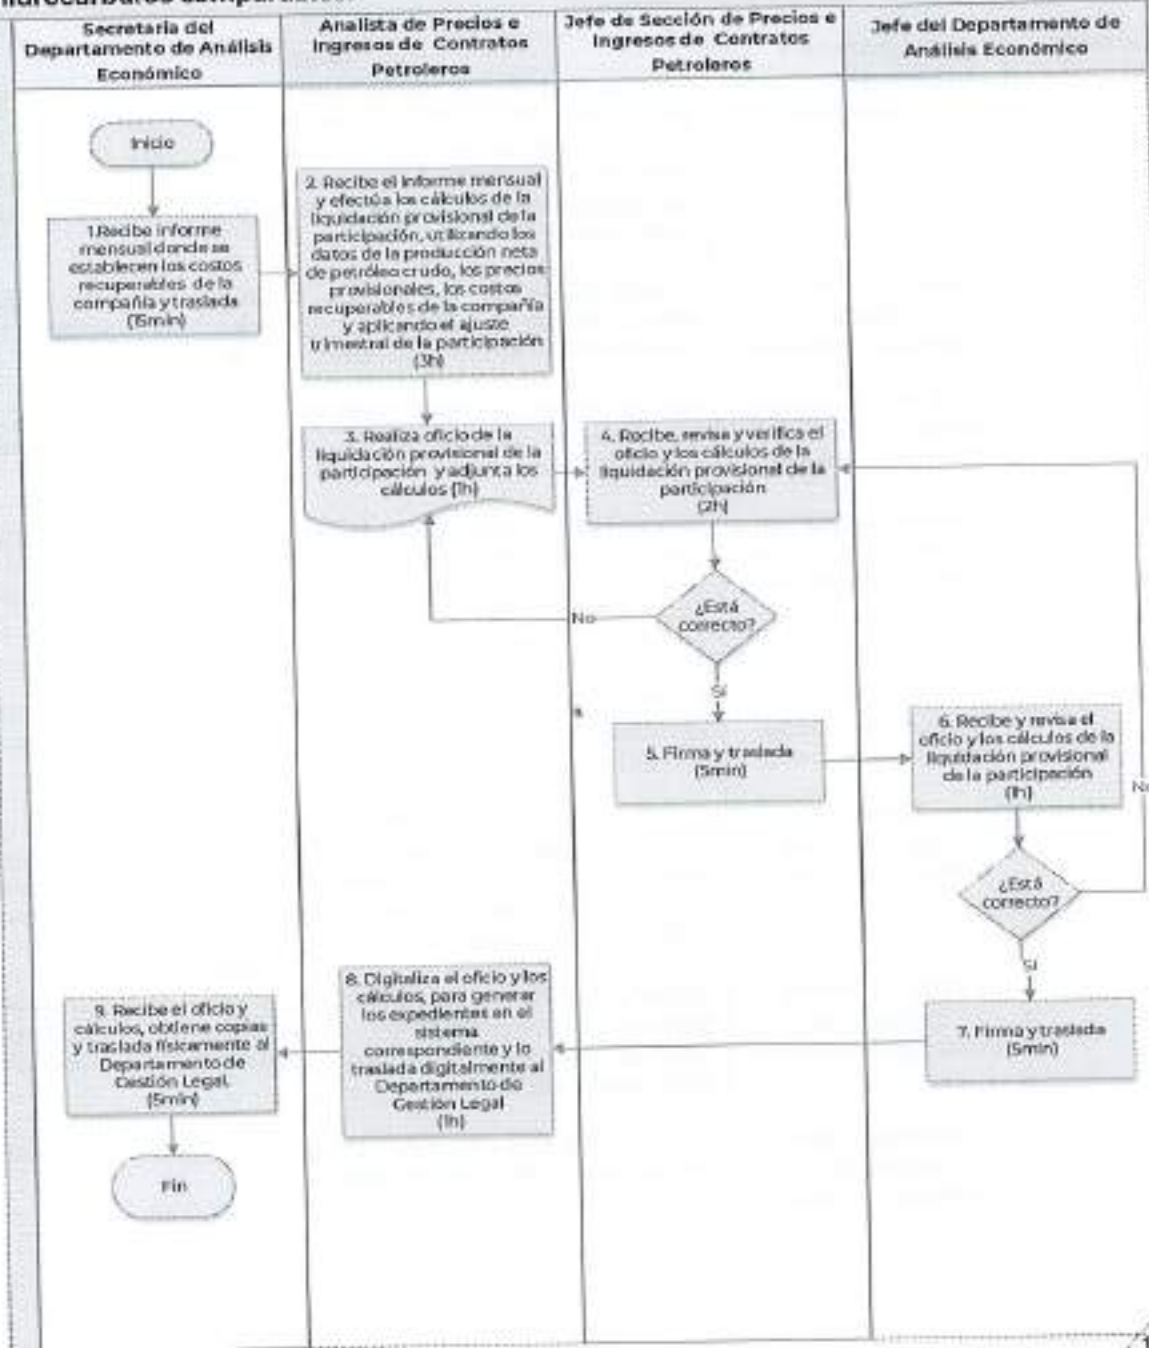 Secretaria del
Departamento de Análisis
Económico
Analista de Precios e
Ingresos de Contratos
Petroleros
Jefe de Sección de Precios e
Ingresos de Contratos
Petroleros
Jefe del Departamento de
Análisis Económico
Inicio
1.Recibe informe
mensual donde se
establecen los costos
recuperables de la
compañía y traslada
(15min)
2. Recibe el informe mensual
y efectúa los cálculos de la
liquidación provisional de la
participación, utilizando los
datos de la producción neta
de petróleo crudo, los precios
provisionales, los costos
recuperables de la compañía
y aplicando el ajuste
trimestral de la participación
(3h)
3. Realiza oficio de la
liquidación provisional de la
participación y adjunta los
cálculos (1h)
4. Recibe, revisa y verifica el
oficio y los cálculos de la
liquidación provisional de la
participación
(2h)
¿Está
correcto?
No
Sí
5. Firma y traslada
(5min)
6. Recibe y revisa el
oficio y los cálculos de la
liquidación provisional
de la participación
(1h)
¿Está
correcto?
Sí
7. Firma y traslada
(5min)
8. Digitaliza el oficio y los
cálculos, para generar
los expedientes en el
sistema
correspondiente y lo
traslada digitalmente al
Departamento de
Gestión Legal
(1h)
9. Recibe el oficio y
cálculos, obtiene copias
y traslada físicamente al
Departamento de
Gestión Legal.
(5min)
Fin